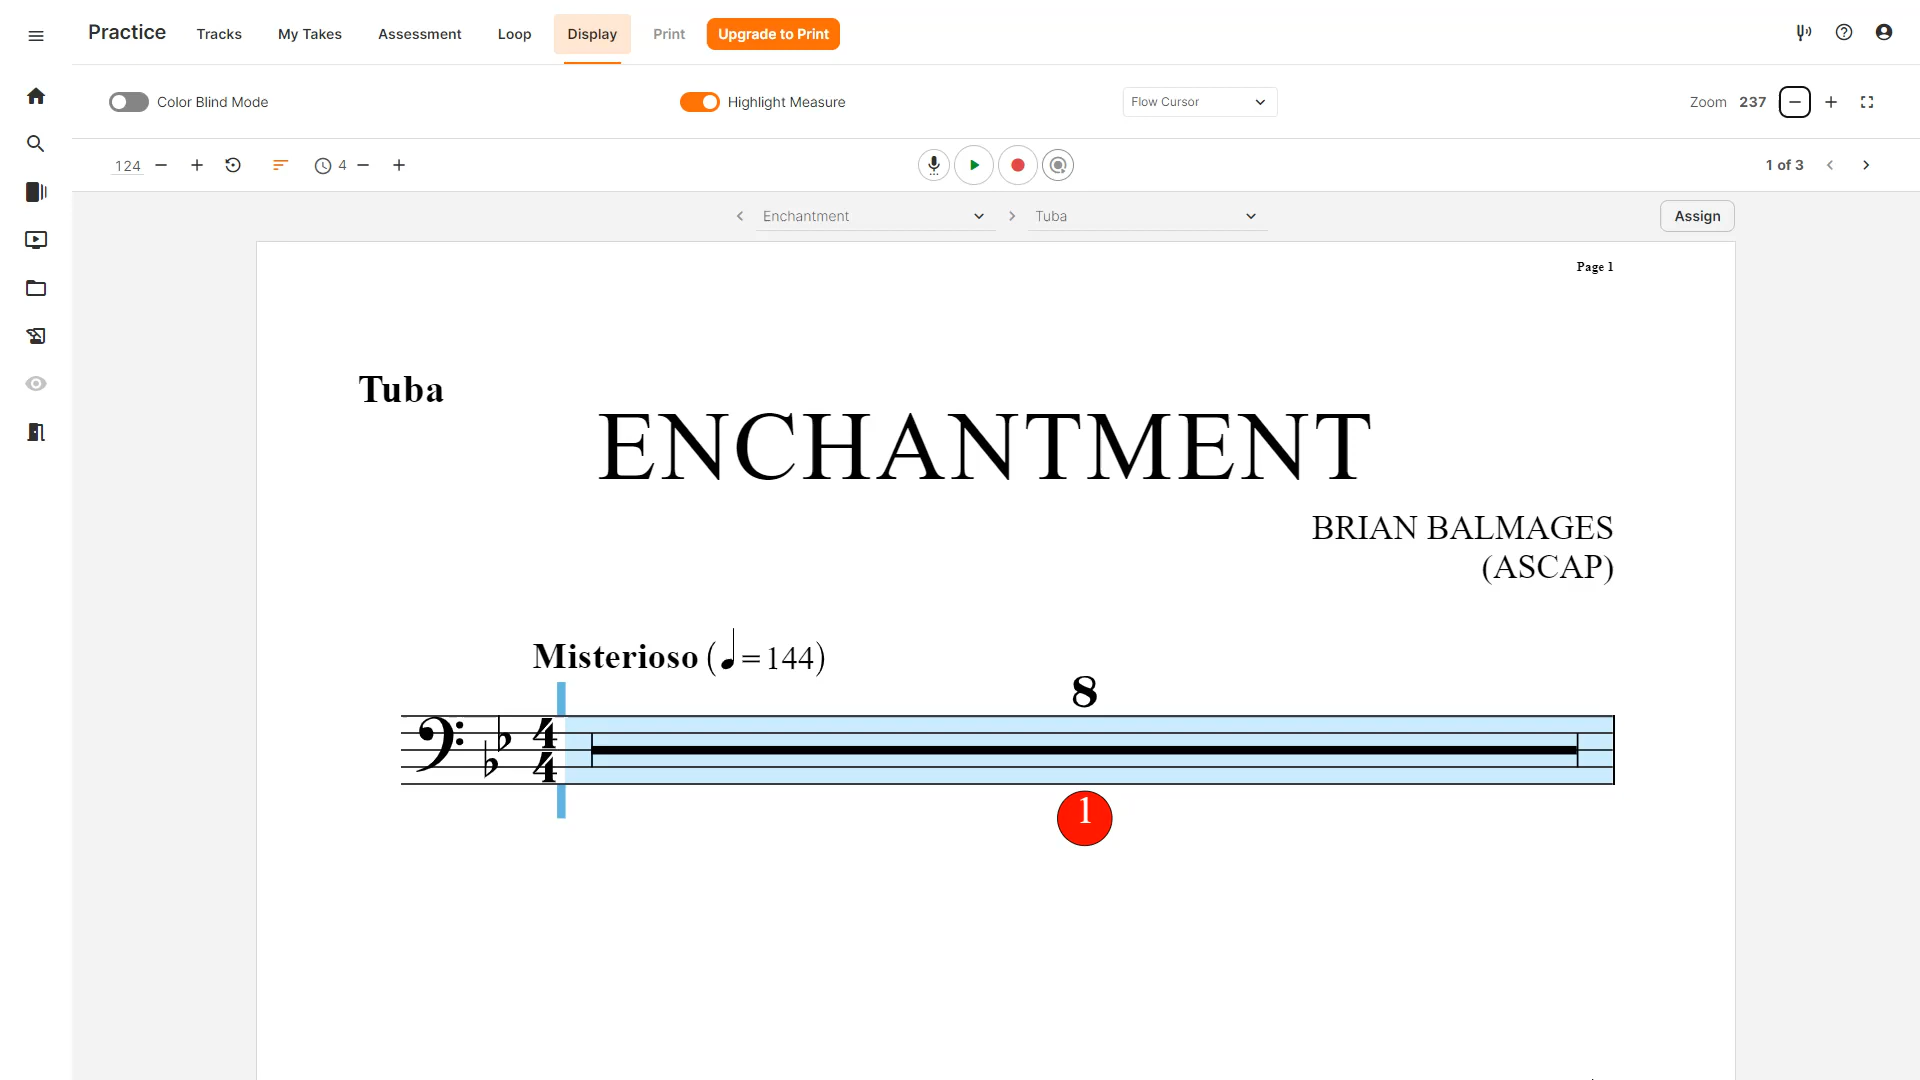 Practice Tracks My Takes Assessment Loop Display Print Upgrade to Print
Color Blind Mode Highlight Measure Flow Cursor Zoom 237
124 4 1 of 3
Enchantment Tuba Assign
Page 1
Tuba
ENCHANTMENT
BRIAN BALMAGES
(ASCAP)
Misterioso (♩=144)
8
4
4
1